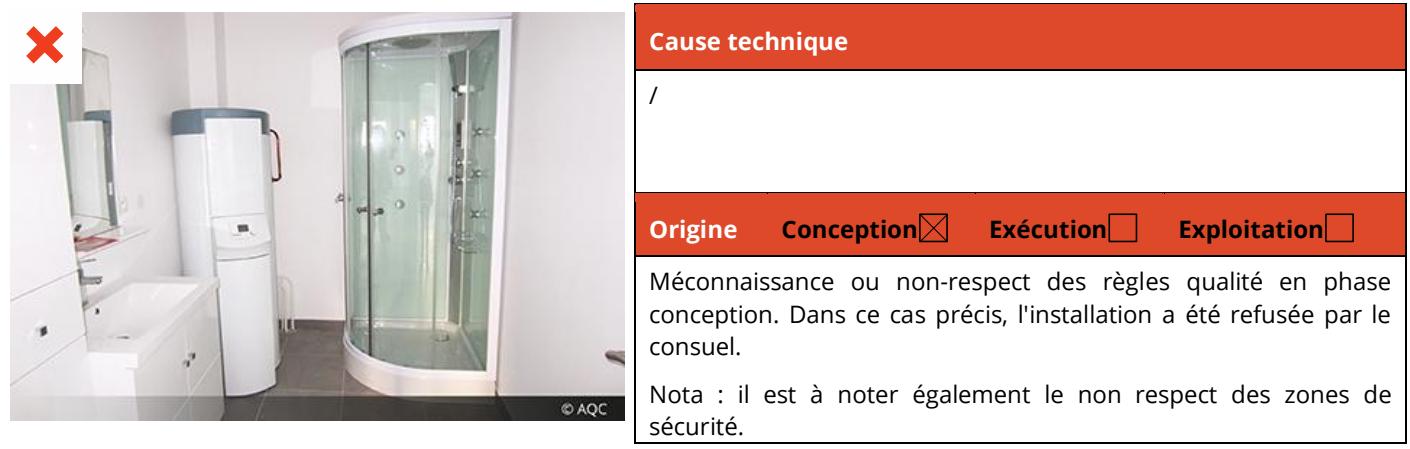 © AQC
Cause technique
/
Origine Conception☒ Exécution☐ Exploitation☐
Méconnaissance ou non-respect des règles qualité en phase
conception. Dans ce cas précis, l'installation a été refusée par le
consuel.
Nota : il est à noter également le non respect des zones de
sécurité.